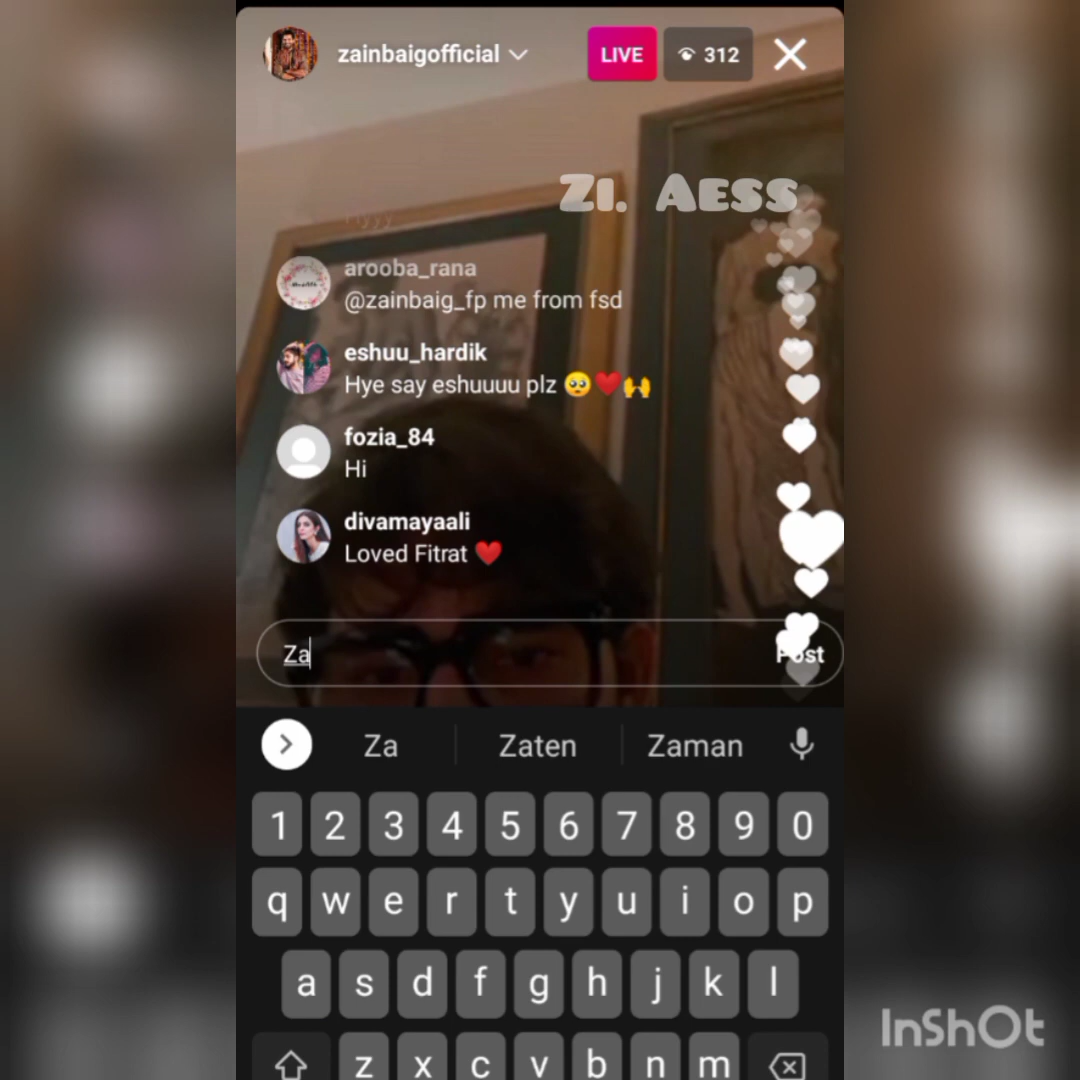 zainbaigofficial
LIVE
312
Zi. Aess
arooba_rana
@zainbaig_fp me from fsd
eshuu_hardik
Hye say eshuuuu plz 🥺❤️🙌
fozia_84
Hi
divamayaali
Loved Fitrat ❤️
Za
Post
Za Zaten Zaman
1 2 3 4 5 6 7 8 9 0
q w e r t y u i o p
a s d f g h j k l
z x c v b n m
InShOt